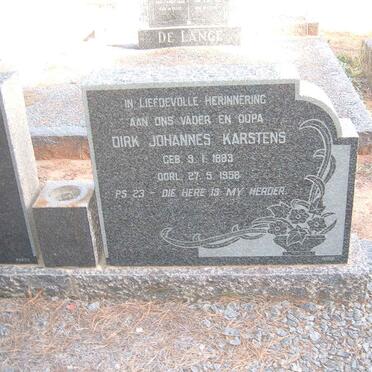 DE LANGE
IN LIEFDEVOLLE HERINNERING
AAN ONS VADER EN OUPA
DIRK JOHANNES KARSTENS
GEB. 9. 1. 1883
OORL. 27. 5. 1958
PS. 23 - DIE HERE IS MY HERDER.